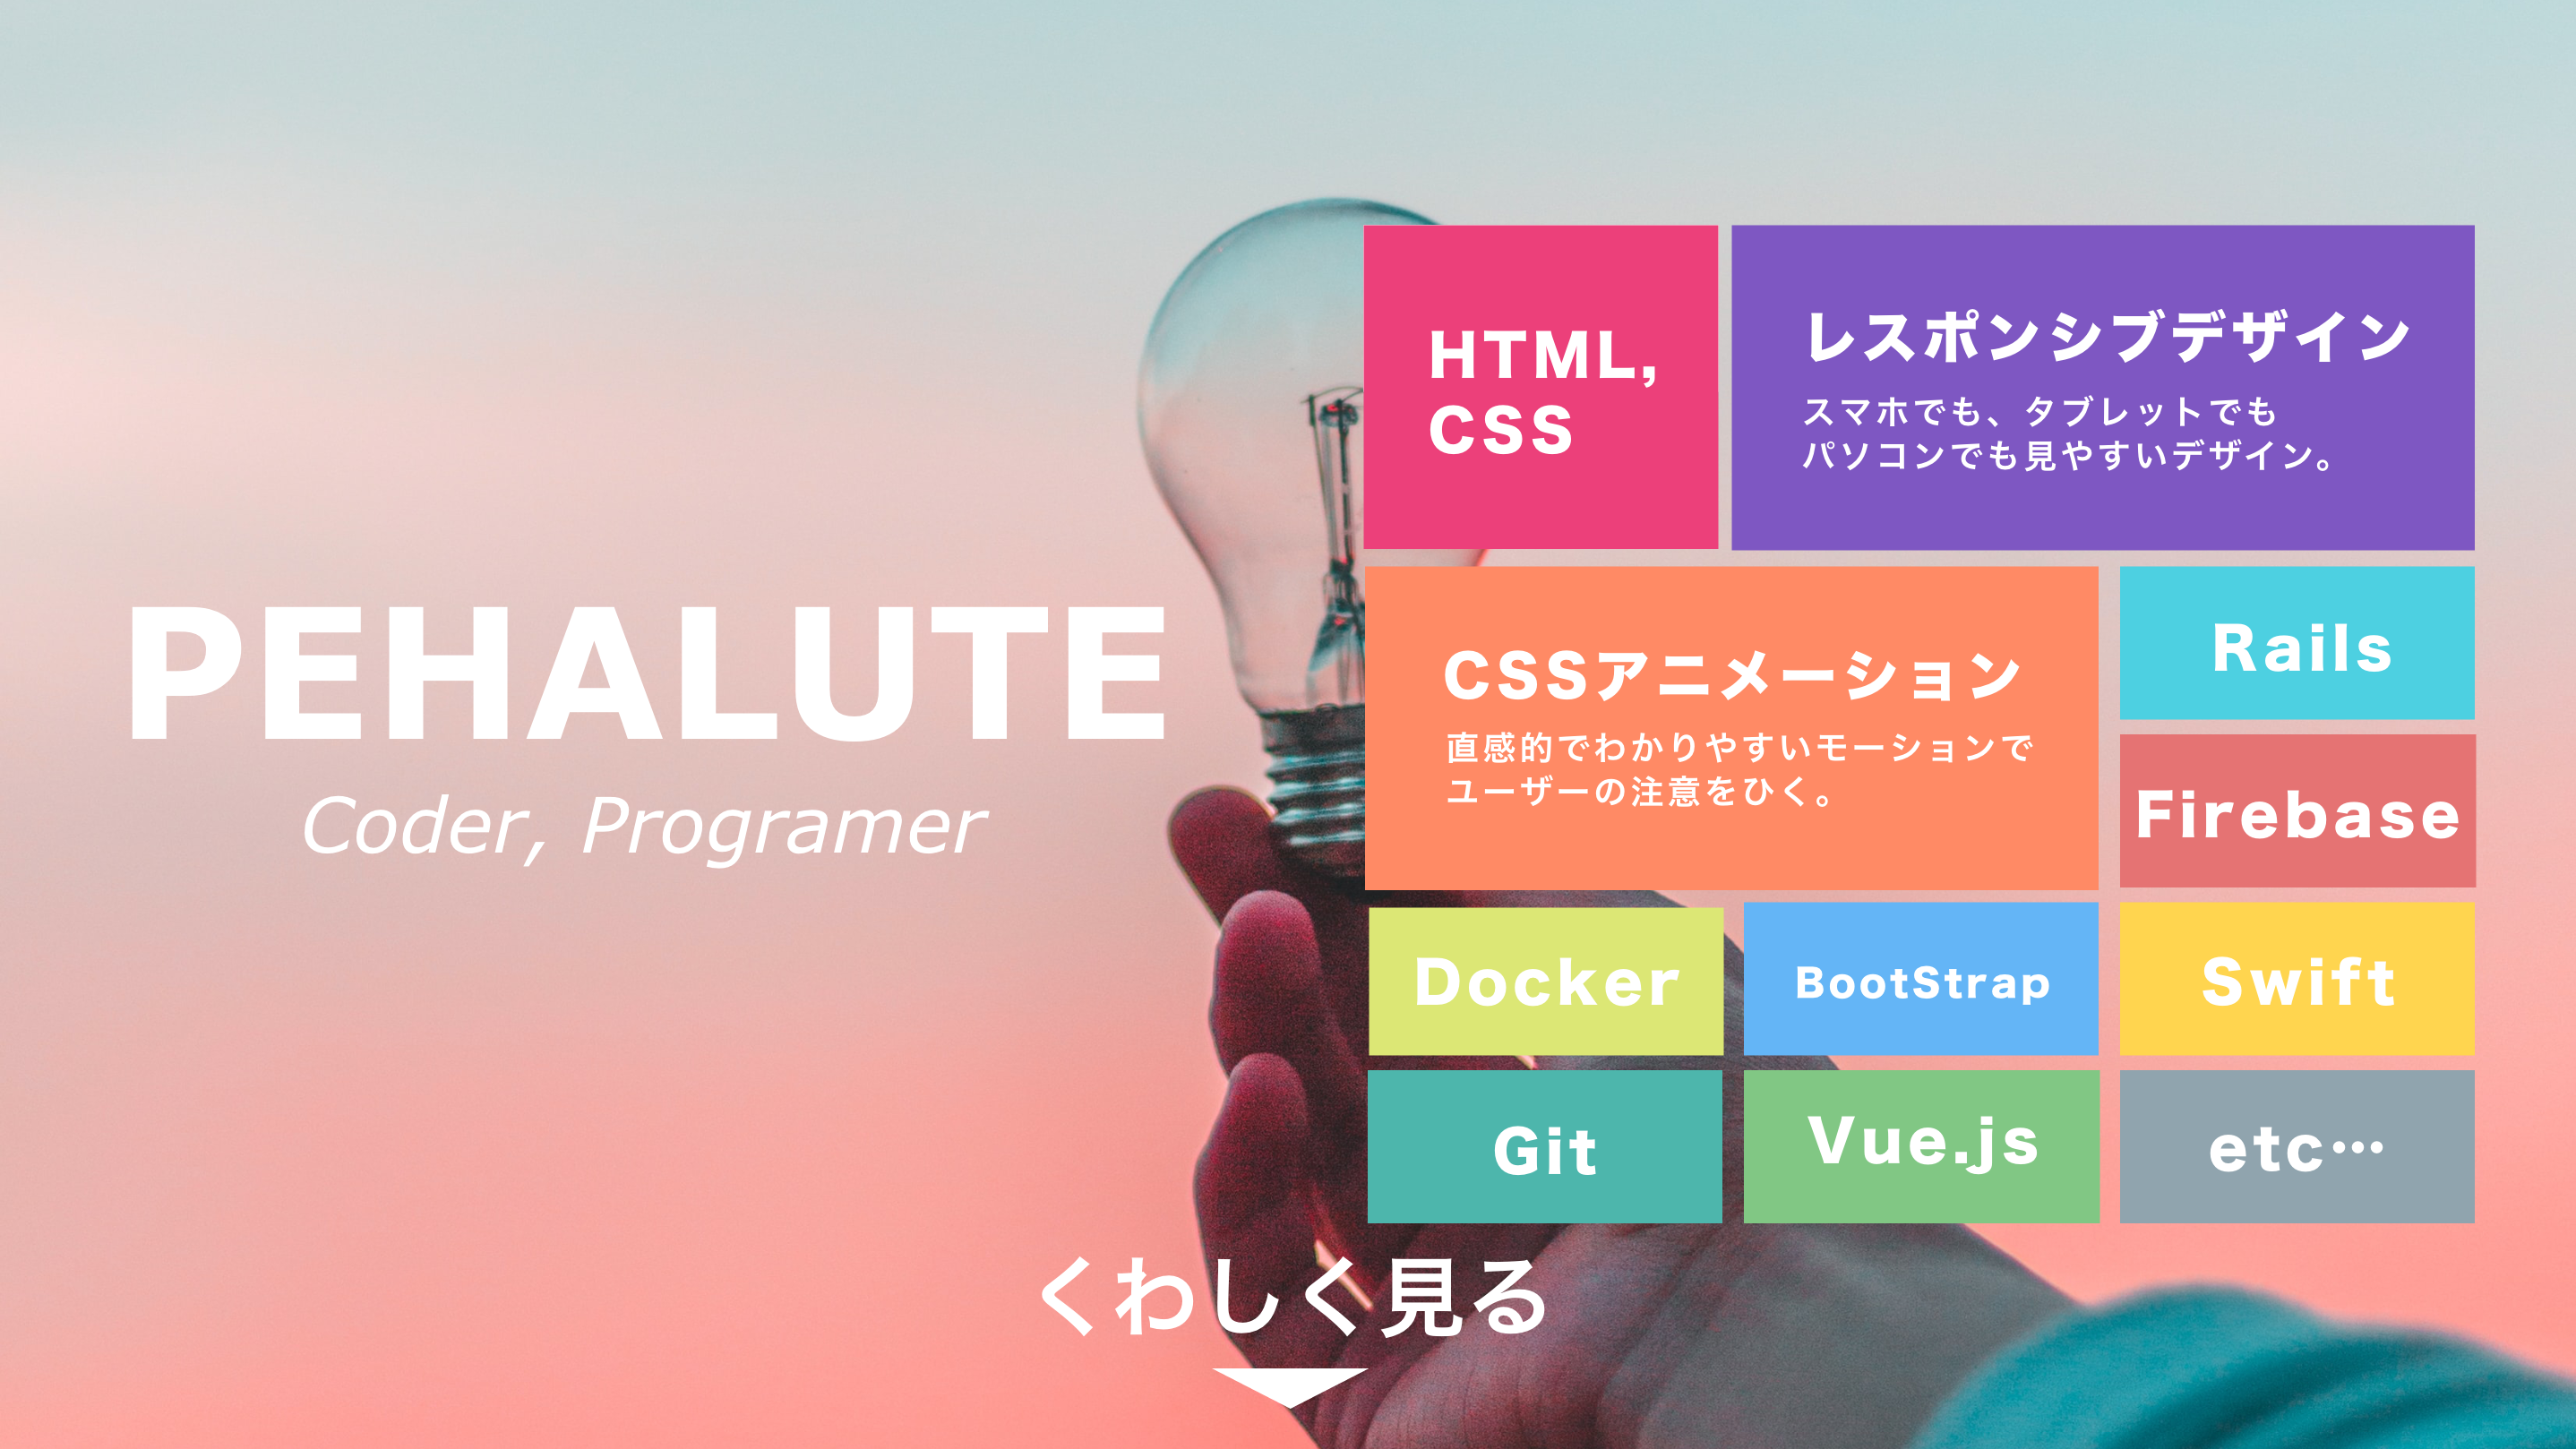 PEHALUTE
Coder, Programer
HTML,
CSS
レスポンシブデザイン
スマホでも、タブレットでも
パソコンでも見やすいデザイン。
CSSアニメーション
直感的でわかりやすいモーションで
ユーザーの注意をひく。
Rails
Firebase
Docker
BootStrap
Swift
Git
Vue.js
etc…
くわしく見る